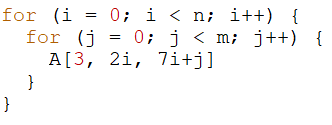 for (i = 0; i < n; i++) {
  for (j = 0; j < m; j++) {
    A[3, 2i, 7i+j]
  }
}